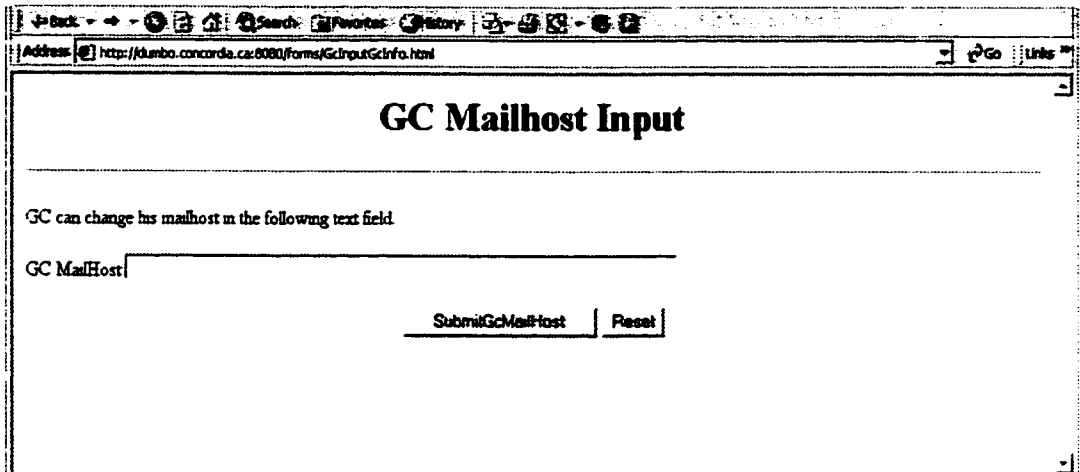 Back Search Favorites History
Address http://dumbo.concordia.ca:8080/forms/GcInputGcInfo.html Go Links »
GC Mailhost Input
GC can change his mailhost in the following text field.
GC MailHost
SubmitGcMailHost Reset